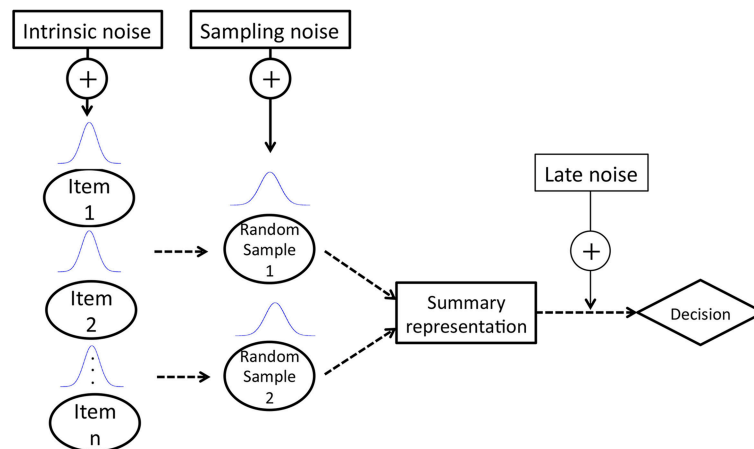 Intrinsic noise
Sampling noise
+
+
Item
1
Item
2
Item
n
Random
Sample
1
Random
Sample
2
Summary
representation
Late noise
+
Decision